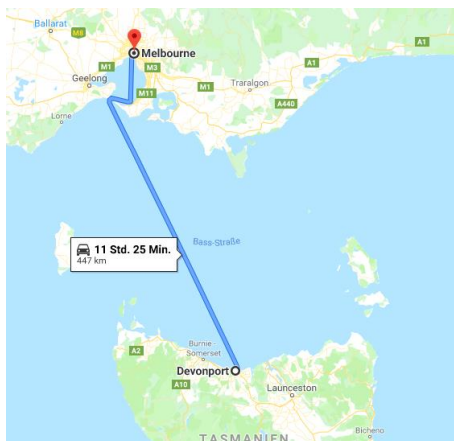 Ballarat
M8
Melbourne
M1
M3
A1
A1
Geelong
M1
Traralgon
M11
A440
Lorne
11 Std. 25 Min.
447 km
Bass-Straße
Burnie
Somerset
A2
Devonport
A10
Launceston
Bicheno
TASMANIEN